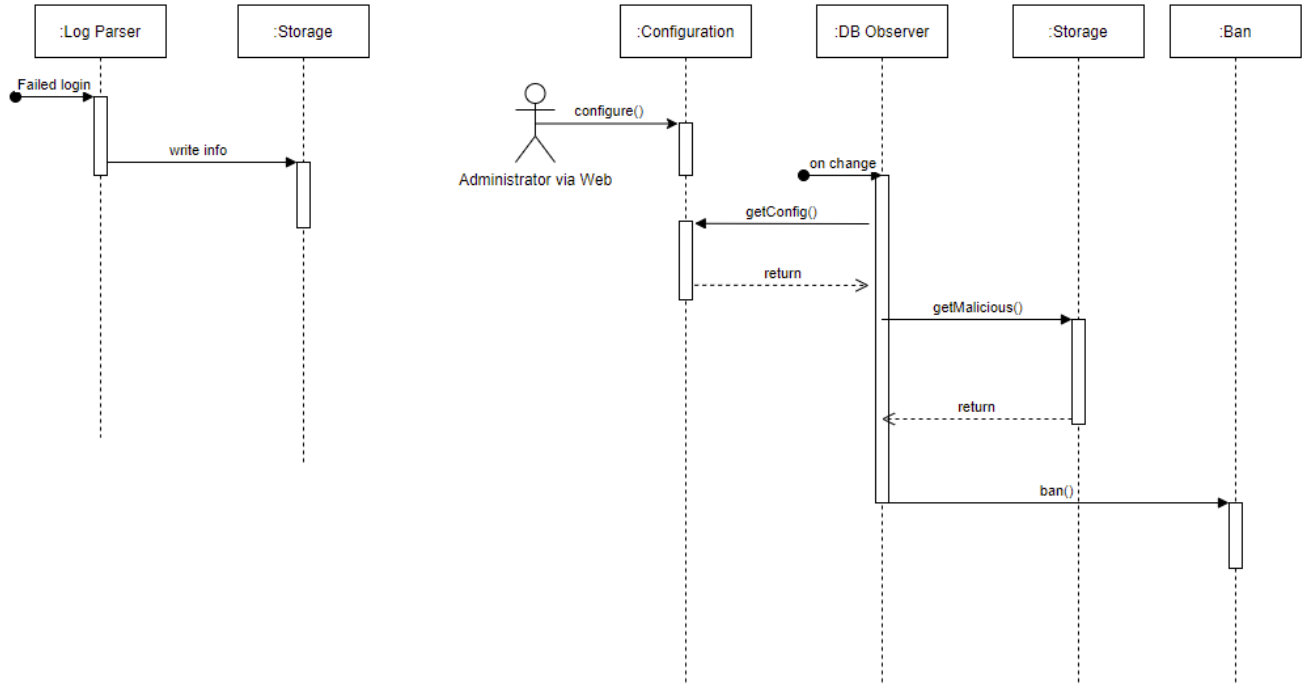 :Log Parser
:Storage
:Configuration
:DB Observer
:Storage
:Ban
Failed login
write info
configure()
Administrator via Web
on change
getConfig()
return
getMalicious()
return
ban()